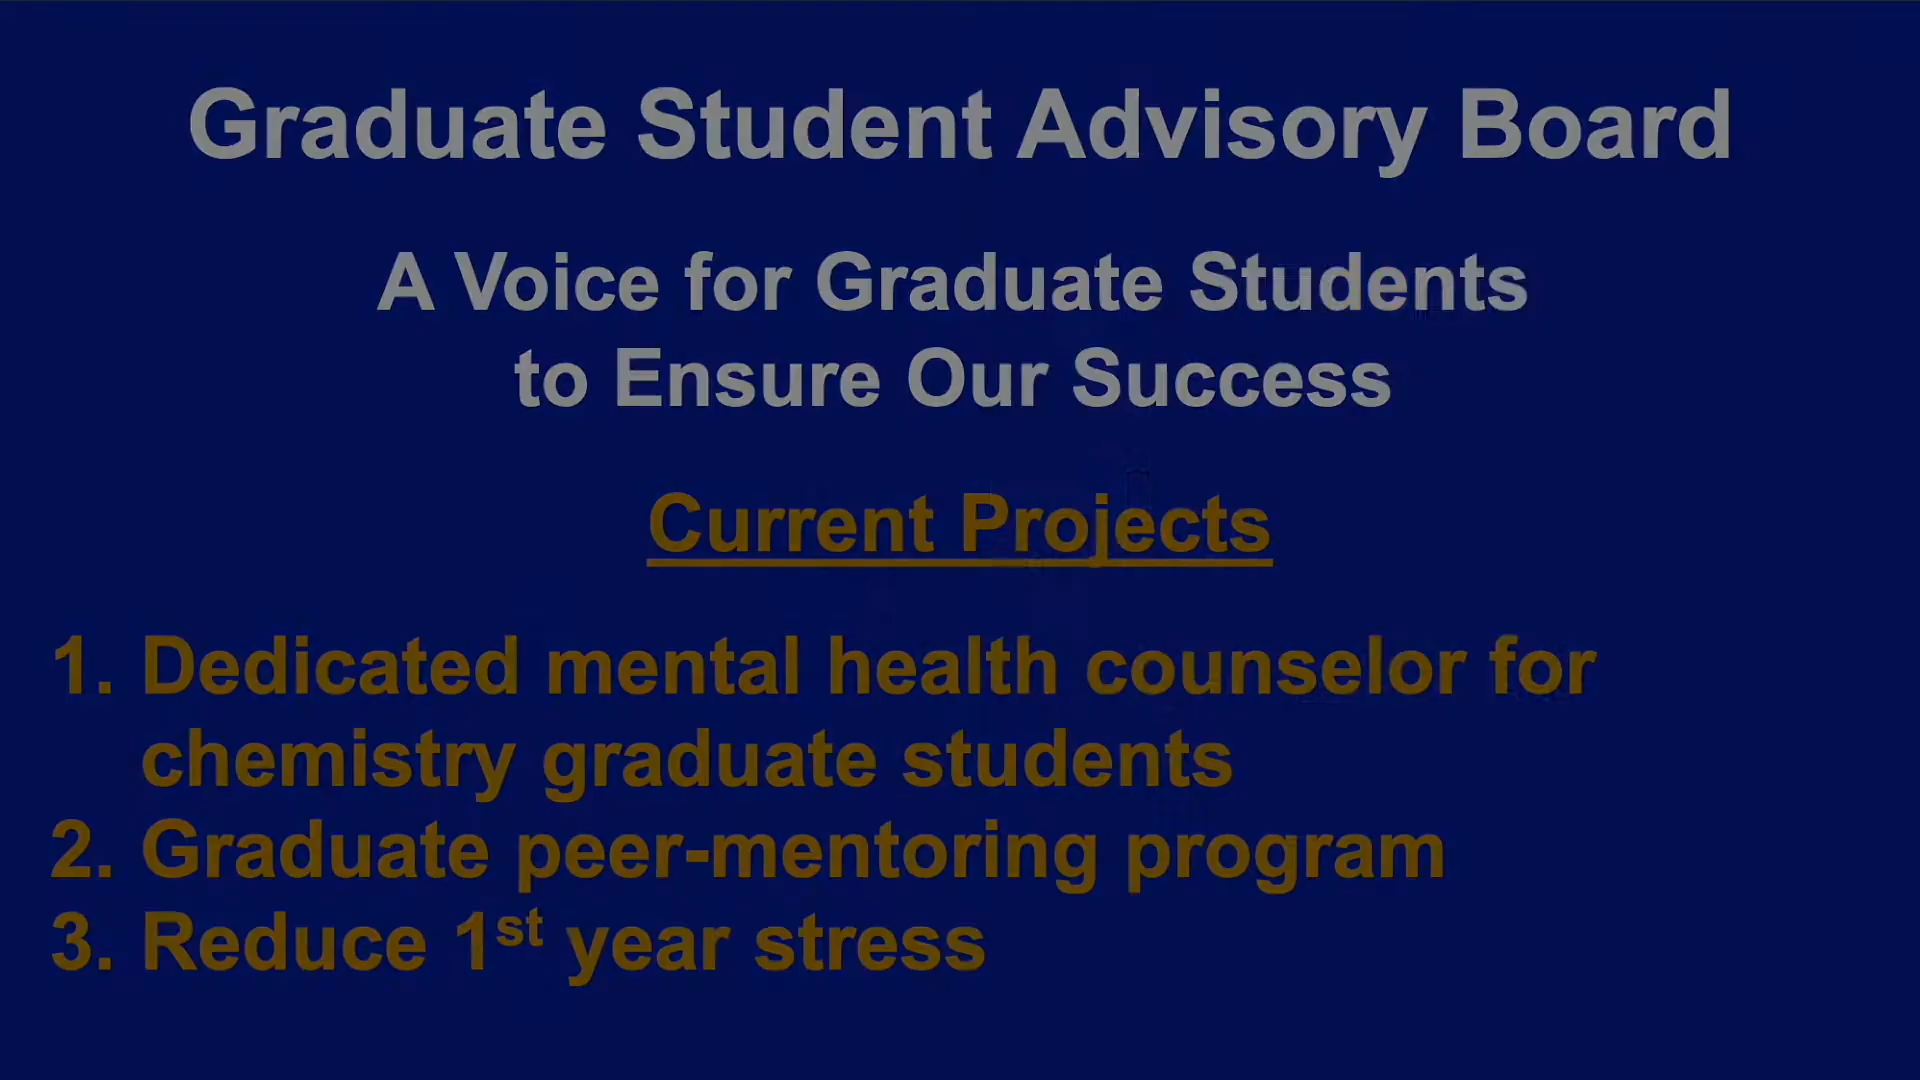 Graduate Student Advisory Board
A Voice for Graduate Students
to Ensure Our Success
Current Projects
1. Dedicated mental health counselor for
chemistry graduate students
2. Graduate peer-mentoring program
3. Reduce 1st year stress